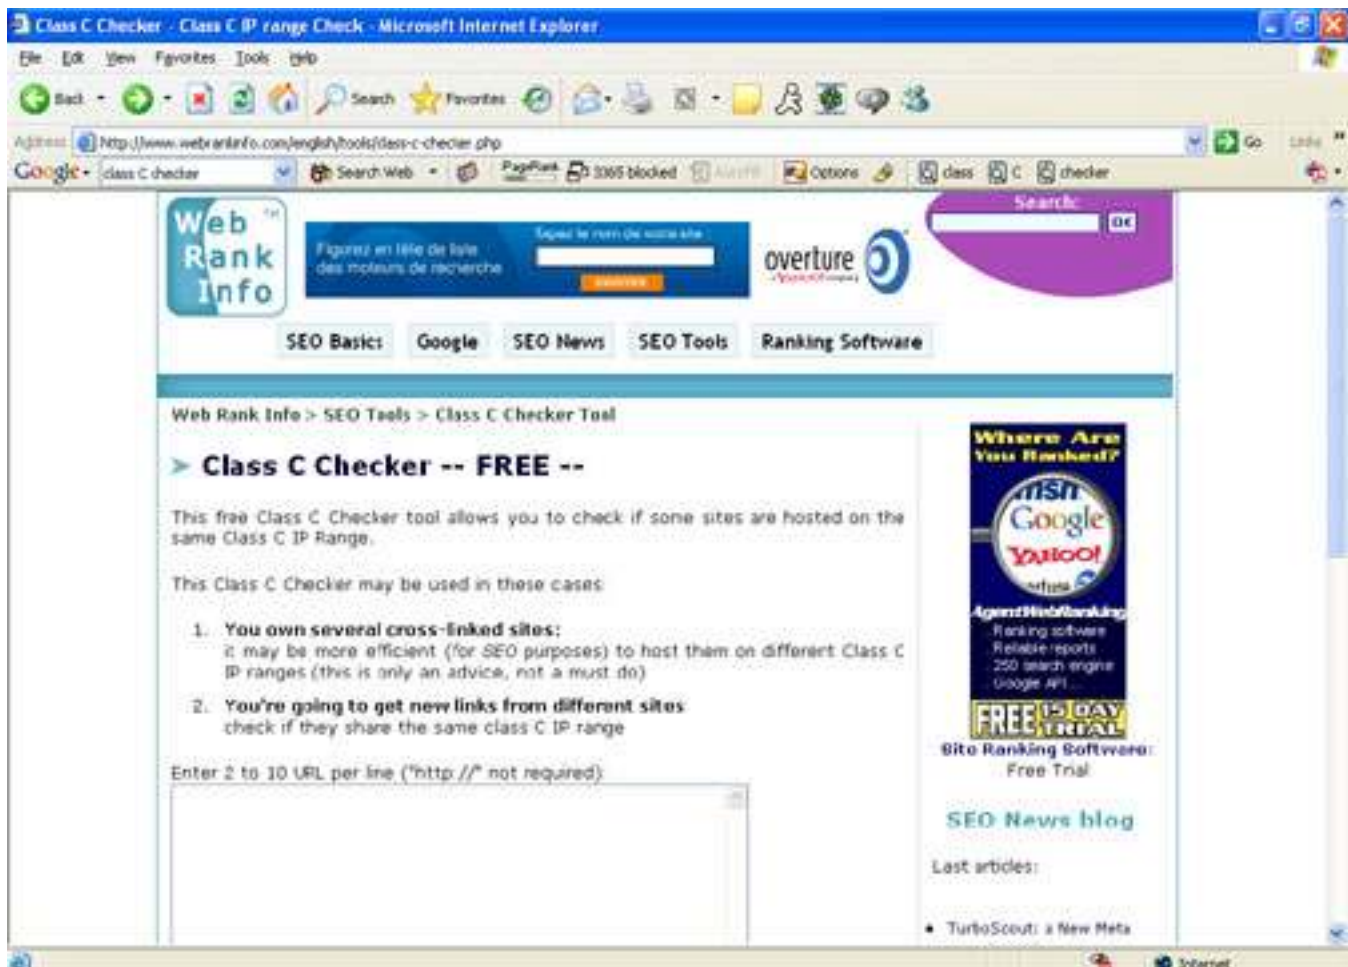 Class C Checker - Class C IP range Check - Microsoft Internet Explorer
File Edit View Favorites Tools Help
Back Search Favorites
Address http://www.webrankinfo.com/english/tools/class-c-checker.php Go Links
Google class C checker Search Web PageRank 3365 blocked Options class C checker
Web Rank Info
TM
Figurez en tête de liste
des moteurs de recherche
Tapez le nom de votre site
overture
Search:
OK
SEO Basics Google SEO News SEO Tools Ranking Software
Web Rank Info > SEO Tools > Class C Checker Tool
Class C Checker -- FREE --
This free Class C Checker tool allows you to check if some sites are hosted on the
same Class C IP Range.
This Class C Checker may be used in these cases:
1. You own several cross-linked sites:
it may be more efficient (for SEO purposes) to host them on different Class C
IP ranges (this is only an advice, not a must do)
2. You're going to get new links from different sites
check if they share the same class C IP range
Enter 2 to 10 URL per line ("http://" not required):
Where Are
You Ranked?
msn
Google
YAHOO!
AgentWebRanking
Ranking software
Reliable reports
250 search engine
Google API ...
FREE 15 DAY
TRIAL
Site Ranking Software:
Free Trial
SEO News blog
Last articles:
• TurboScout: a New Meta
Internet